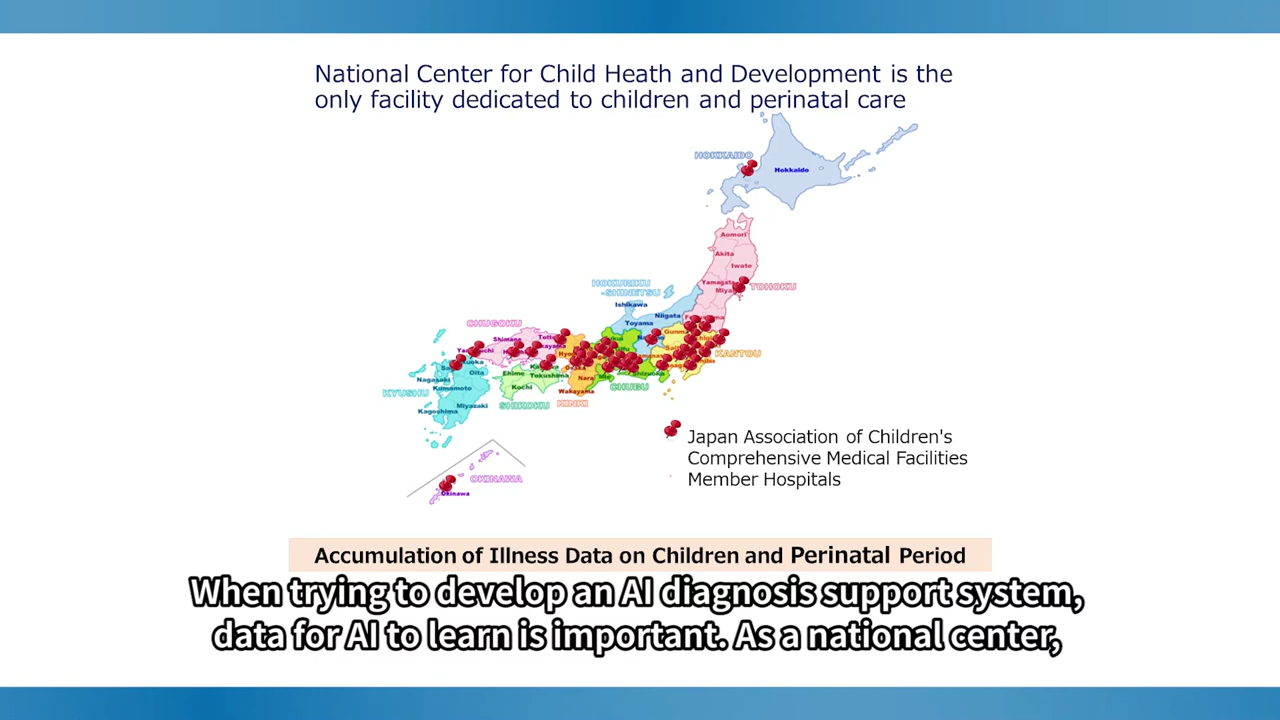 National Center for Child Heath and Development is the
only facility dedicated to children and perinatal care
HOKKAIDO
Hokkaido
Aomori
Akita
Iwate
Yamagata
TOHOKU
HOKURIKU
-SHINETSU
Ishikawa
Niigata
Toyama
CHUGOKU
Shimane
KANTOU
Oita
Ehime
Tokushima
Nagasaki
Nara
Kochi
Kumamoto
CHUBU
KYUSHU
Wakayama
SHIKOKU
KINKI
Miyazaki
Kagoshima
Japan Association of Children's
Comprehensive Medical Facilities
Member Hospitals
OKINAWA
Okinawa
Accumulation of Illness Data on Children and Perinatal Period
When trying to develop an AI diagnosis support system,
data for AI to learn is important. As a national center,